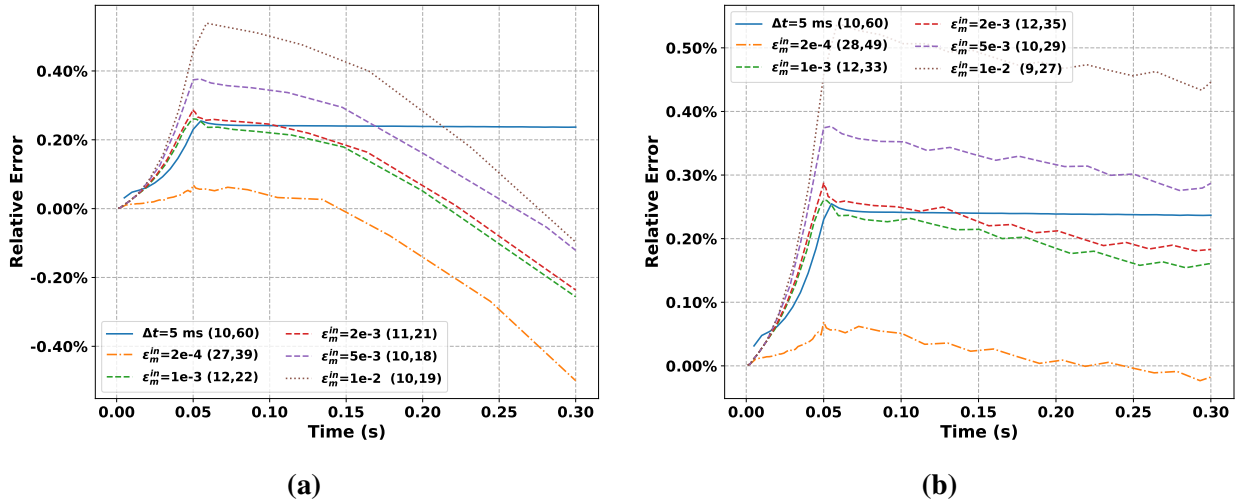 0.40%
0.20%
0.00%
-0.20%
-0.40%
Relative Error
Δt=5 ms (10,60)
ε_m^in=2e-4 (27,39)
ε_m^in=1e-3 (12,22)
ε_m^in=2e-3 (11,21)
ε_m^in=5e-3 (10,18)
ε_m^in=1e-2 (10,19)
0.00 0.05 0.10 0.15 0.20 0.25 0.30
Time (s)
(a)
0.50%
0.40%
0.30%
0.20%
0.10%
0.00%
Relative Error
Δt=5 ms (10,60)
ε_m^in=2e-4 (28,49)
ε_m^in=1e-3 (12,33)
ε_m^in=2e-3 (12,35)
ε_m^in=5e-3 (10,29)
ε_m^in=1e-2 (9,27)
0.00 0.05 0.10 0.15 0.20 0.25 0.30
Time (s)
(b)